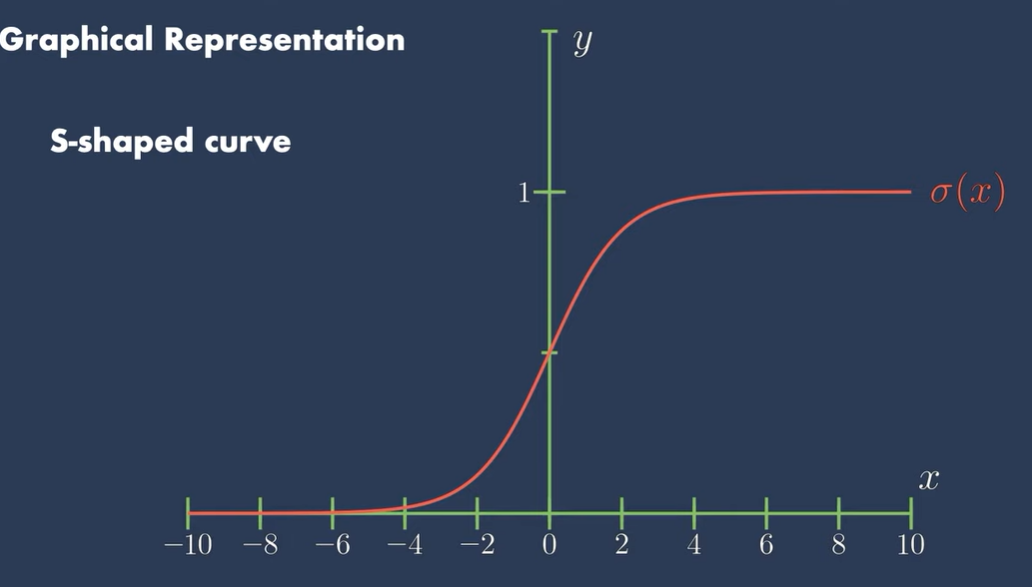 Graphical Representation
y
S-shaped curve
1
σ(x)
x
−10 −8 −6 −4 −2 0 2 4 6 8 10